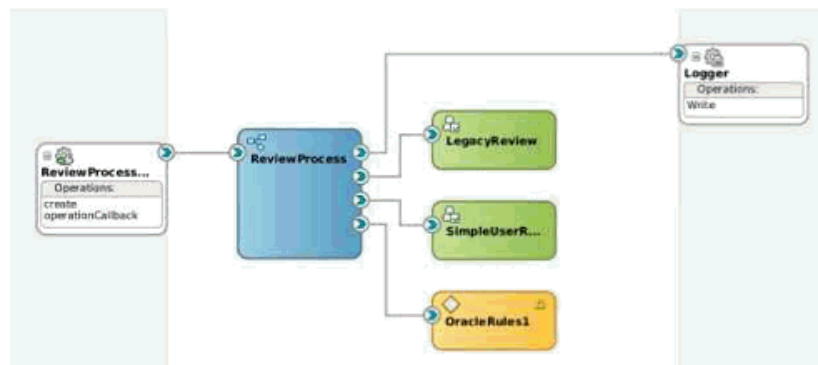 ReviewProcess...
Operations:
create
operationCallback
ReviewProcess
LegacyReview
SimpleUserR...
OracleRules1
Logger
Operations:
Write